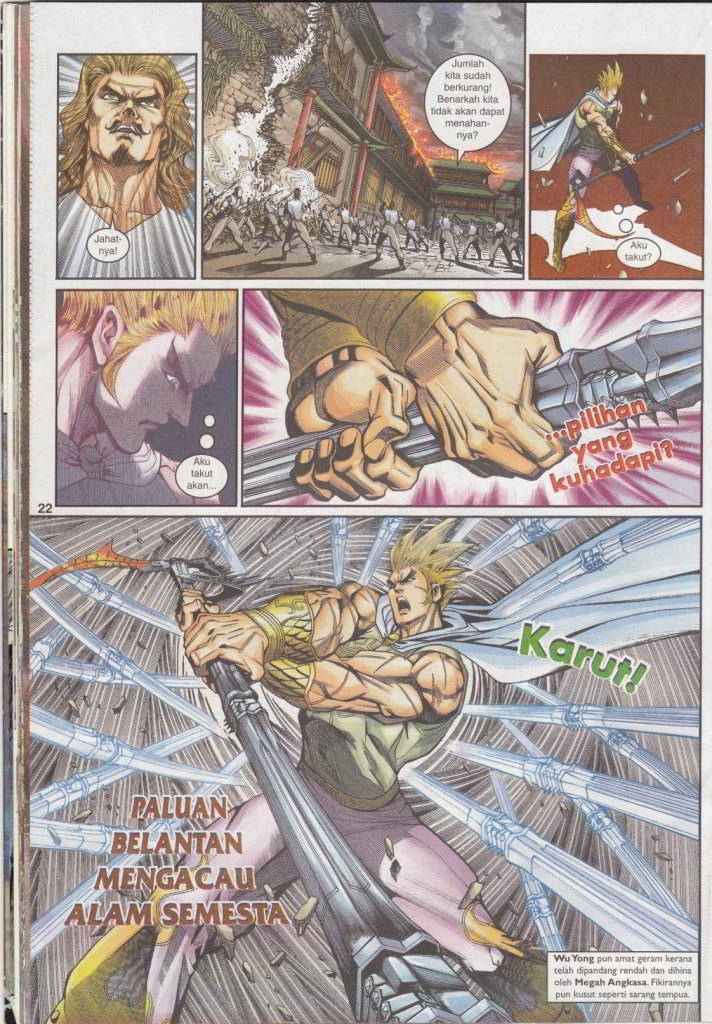 Jahat-
nya!
Jumlah
kita sudah
berkurang!
Benarkah kita
tidak akan dapat
menahan-
nya?
Aku
takut?
Aku
takut
akan...
...pilihan
yang
kuhadapi?
22
Karut!
PALUAN
BELANTAN
MENGACAU
ALAM SEMESTA
Wu Yong pun amat geram kerana
telah dipandang rendah dan dihina
oleh Megah Angkasa. Fikirannya
pun kusut seperti sarang tempua.